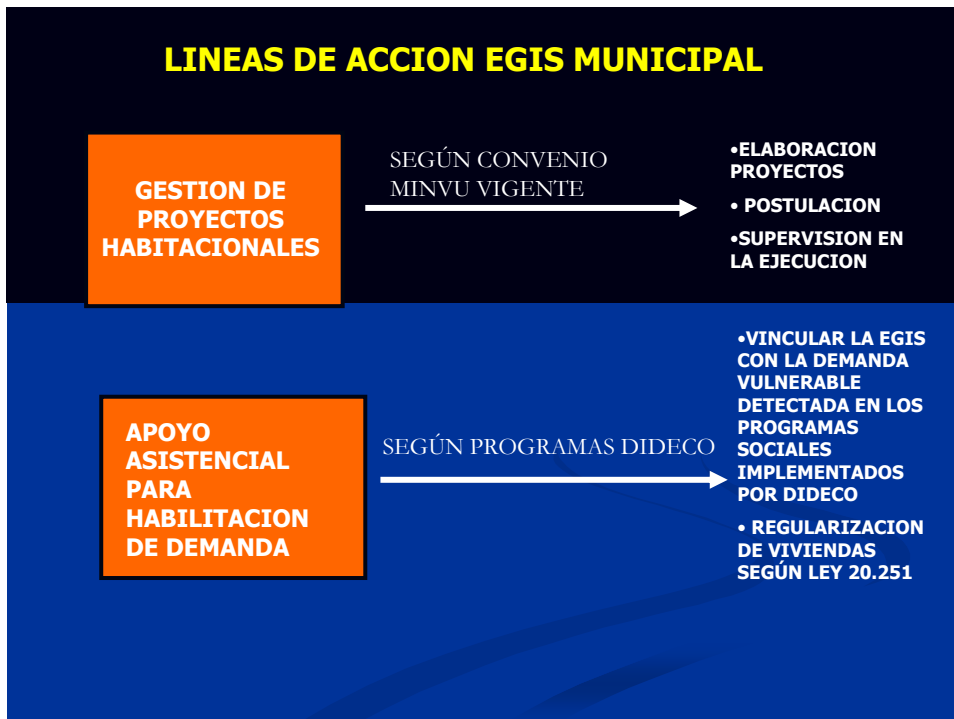 LINEAS DE ACCION EGIS MUNICIPAL
GESTION DE
PROYECTOS
HABITACIONALES
SEGÚN CONVENIO
MINVU VIGENTE
•ELABORACION
PROYECTOS
• POSTULACION
•SUPERVISION EN
LA EJECUCION
APOYO
ASISTENCIAL
PARA
HABILITACION
DE DEMANDA
SEGÚN PROGRAMAS DIDECO
•VINCULAR LA EGIS
CON LA DEMANDA
VULNERABLE
DETECTADA EN LOS
PROGRAMAS
SOCIALES
IMPLEMENTADOS
POR DIDECO
• REGULARIZACION
DE VIVIENDAS
SEGÚN LEY 20.251